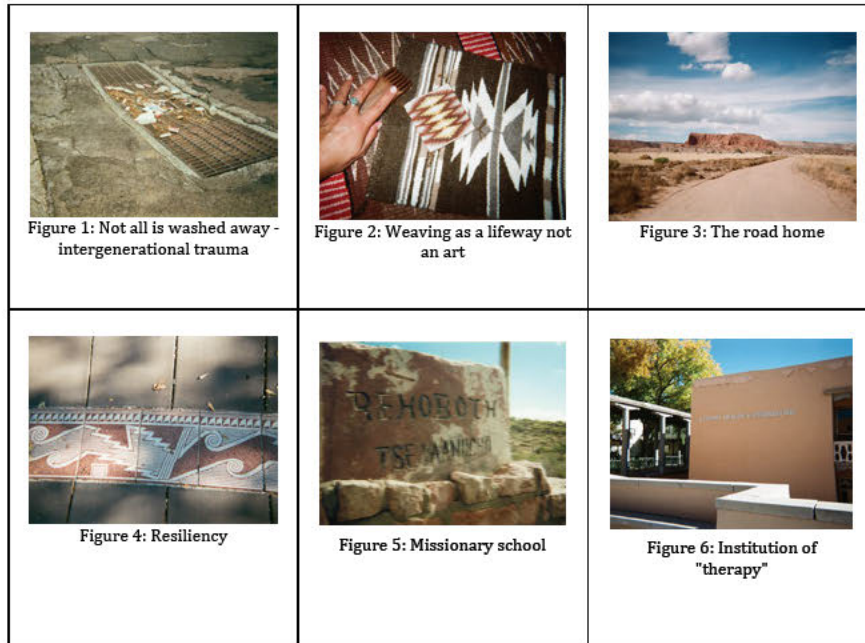 Figure 1: Not all is washed away -
intergenerational trauma
Figure 2: Weaving as a lifeway not
an art
Figure 3: The road home
REHOBOTH
Figure 4: Resiliency
Figure 5: Missionary school
Figure 6: Institution of
"therapy"